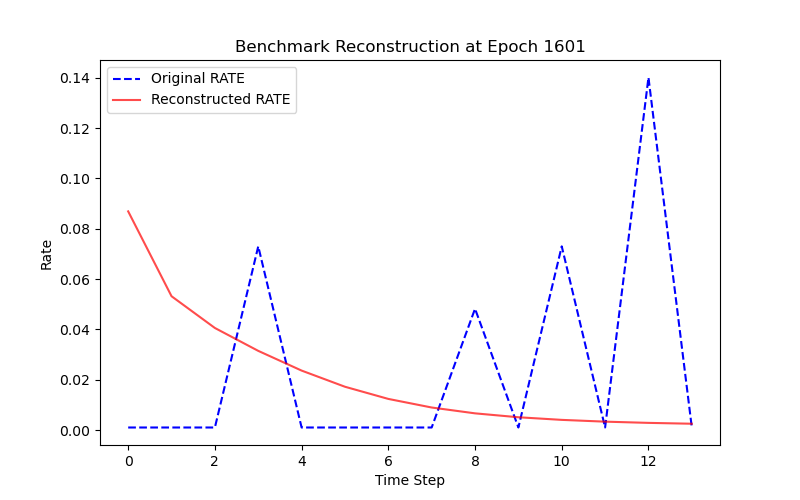 Benchmark Reconstruction at Epoch 1601
Original RATE
Reconstructed RATE
0.14
0.12
0.10
0.08
0.06
0.04
0.02
0.00
Rate
0 2 4 6 8 10 12
Time Step